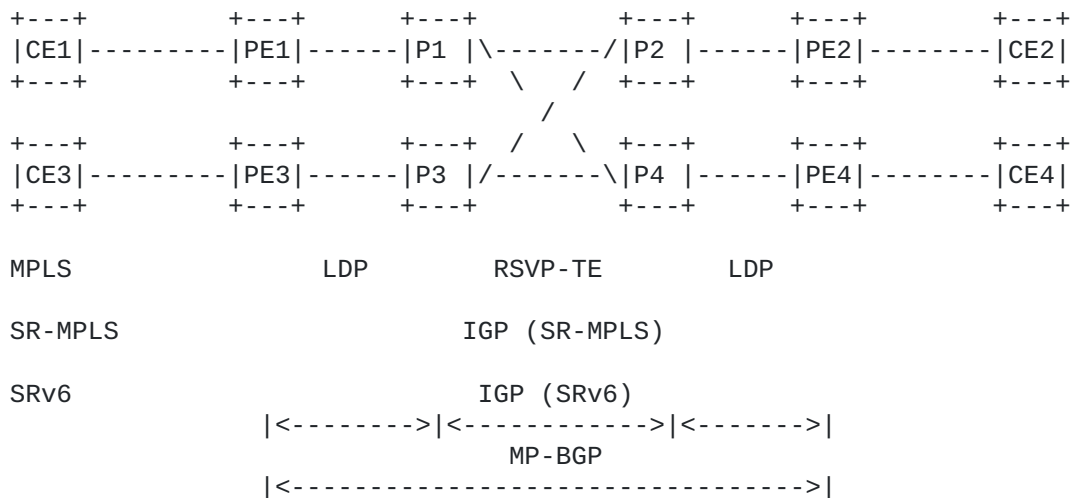 +---+         +---+      +---+         +---+      +---+          +---+
|CE1|---------|PE1|------|P1 |\-------/|P2 |------|PE2|--------|CE2|
+---+         +---+      +---+  \   /  +---+      +---+          +---+
/
+---+         +---+      +---+  /   \  +---+      +---+          +---+
|CE3|---------|PE3|------|P3 |/-------\|P4 |------|PE4|--------|CE4|
+---+         +---+      +---+         +---+      +---+          +---+
MPLS                LDP        RSVP-TE        LDP
SR-MPLS                      IGP (SR-MPLS)
SRv6                          IGP (SRv6)
|<-------->|<------------>|<------->|
MP-BGP
|<---------------------------------->|